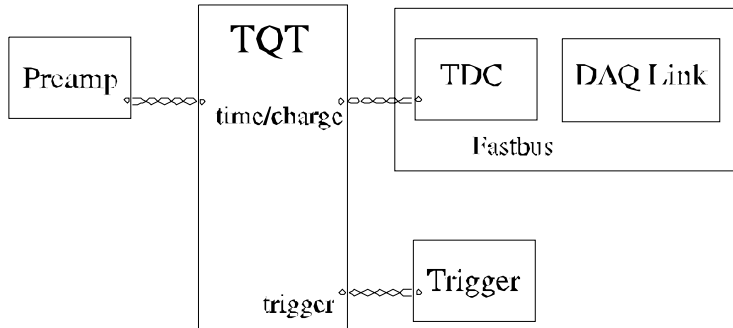 TQT
Preamp
TDC
DAQ Link
time/charge
Fastbus
trigger
Trigger